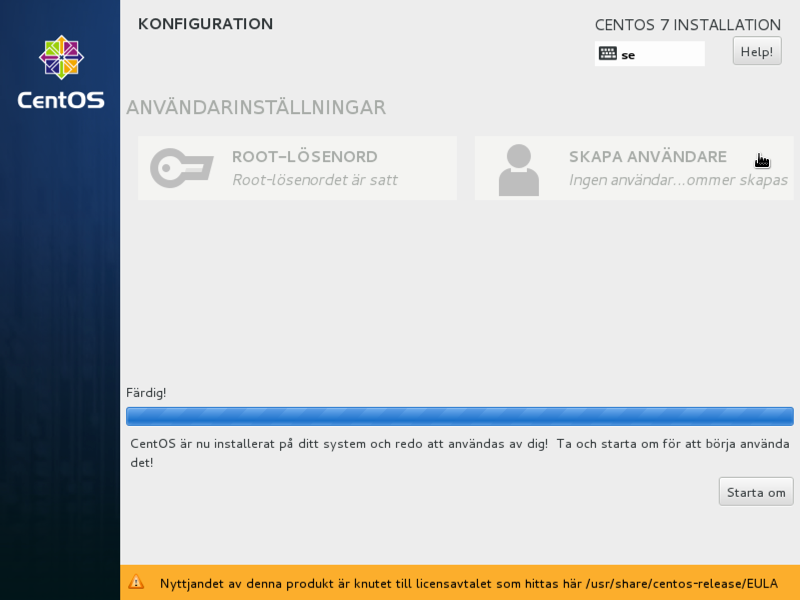 KONFIGURATION
CENTOS 7 INSTALLATION
se
Help!
CentOS
ANVÄNDARINSTÄLLNINGAR
ROOT-LÖSENORD
Root-lösenordet är satt
SKAPA ANVÄNDARE
Ingen användar...ommer skapas
Färdig!
CentOS är nu installerat på ditt system och redo att användas av dig!  Ta och starta om för att börja använda
det!
Starta om
Nyttjandet av denna produkt är knutet till licensavtalet som hittas här /usr/share/centos-release/EULA